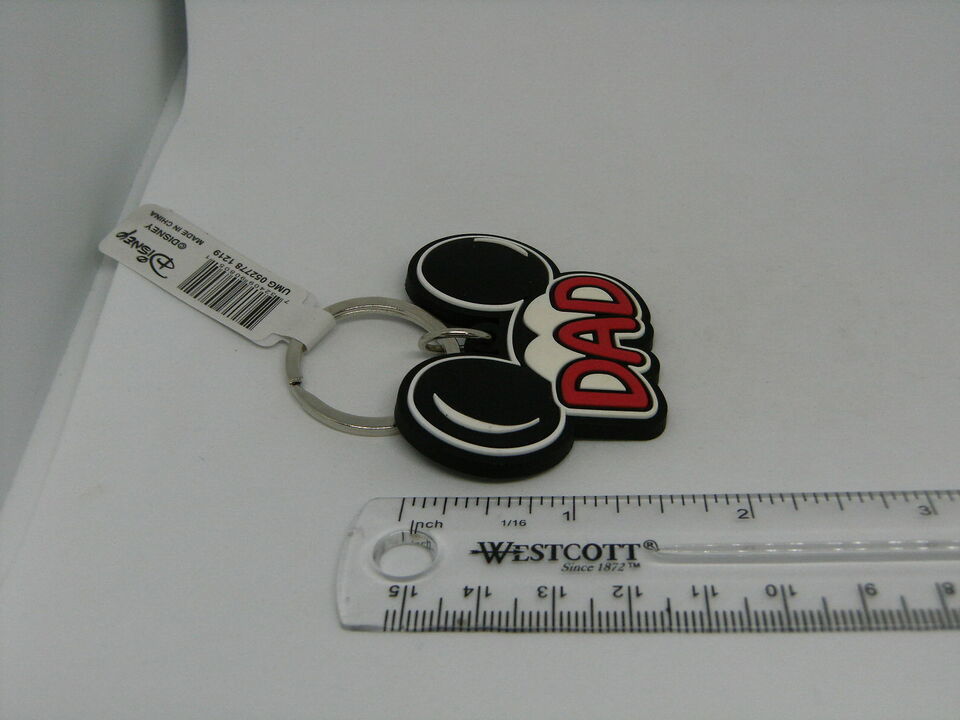 Disney
©DISNEY
MADE IN CHINA
UMG 052778 1219
DAD
1 2 3
Inch 1/16
WESTCOTT®
Since 1872™
15 14 13 12 11 10 9 8